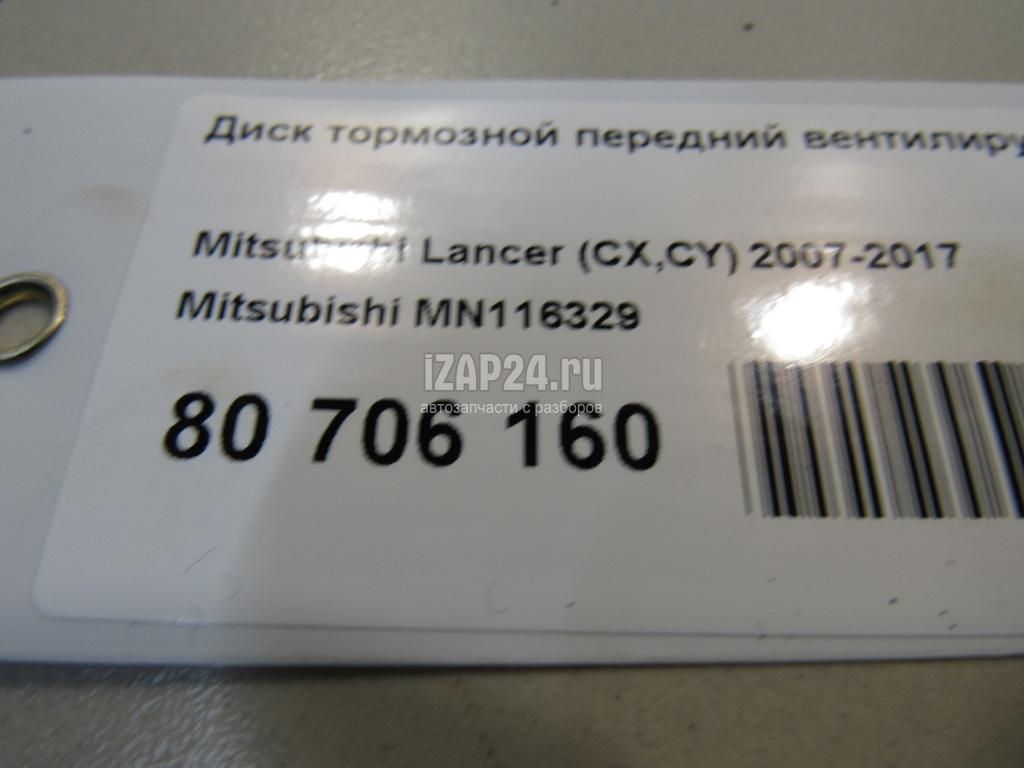 Диск тормозной передний вентилиру
Mitsubishi Lancer (CX,CY) 2007-2017
Mitsubishi MN116329
iZAP24.ru
автозапчасти с разборов
80 706 160